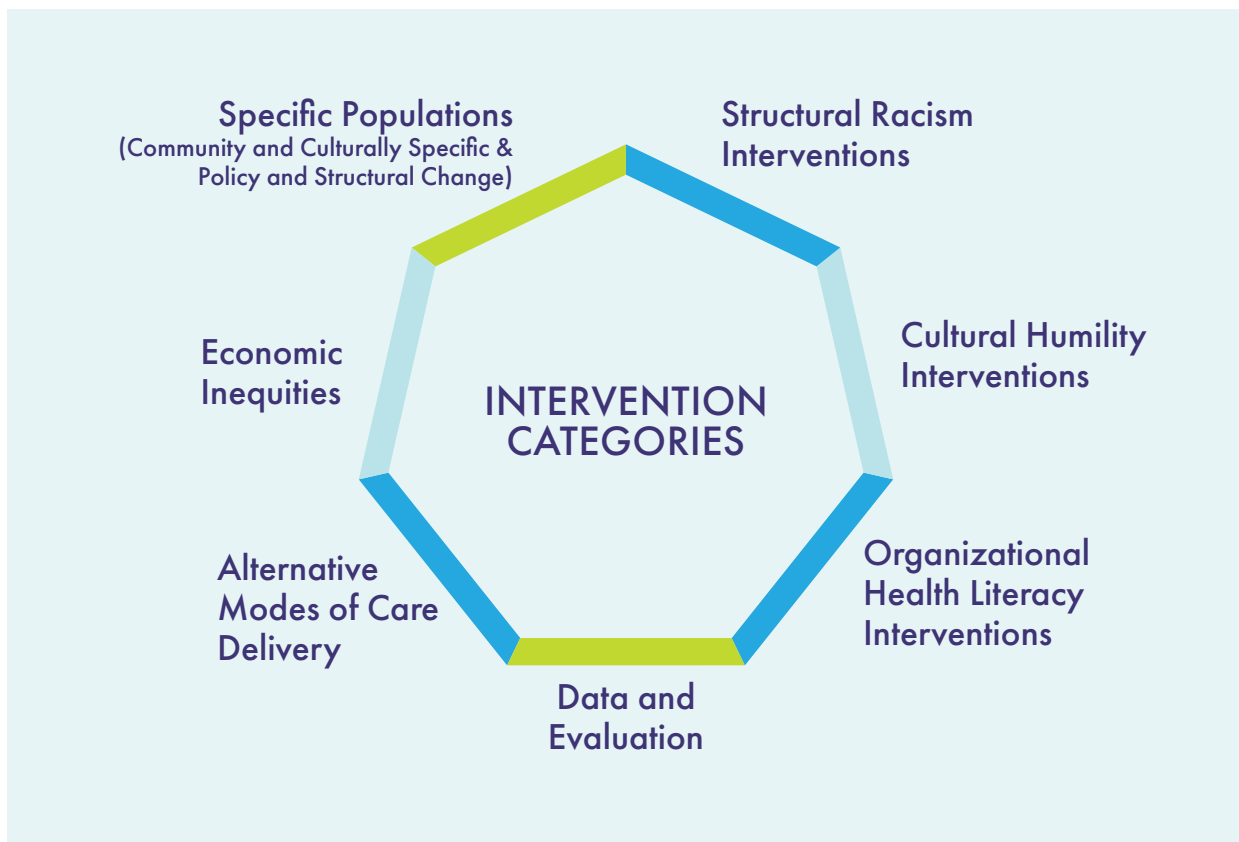 Specific Populations
(Community and Culturally Specific &
Policy and Structural Change)
Structural Racism
Interventions
Cultural Humility
Interventions
Organizational
Health Literacy
Interventions
Data and
Evaluation
Alternative
Modes of Care
Delivery
Economic
Inequities
INTERVENTION
CATEGORIES